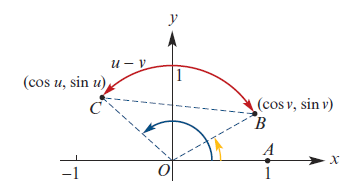 y
u – v
1
(cos u, sin u)
C
(cos v, sin v)
B
A
–1
O
1
x